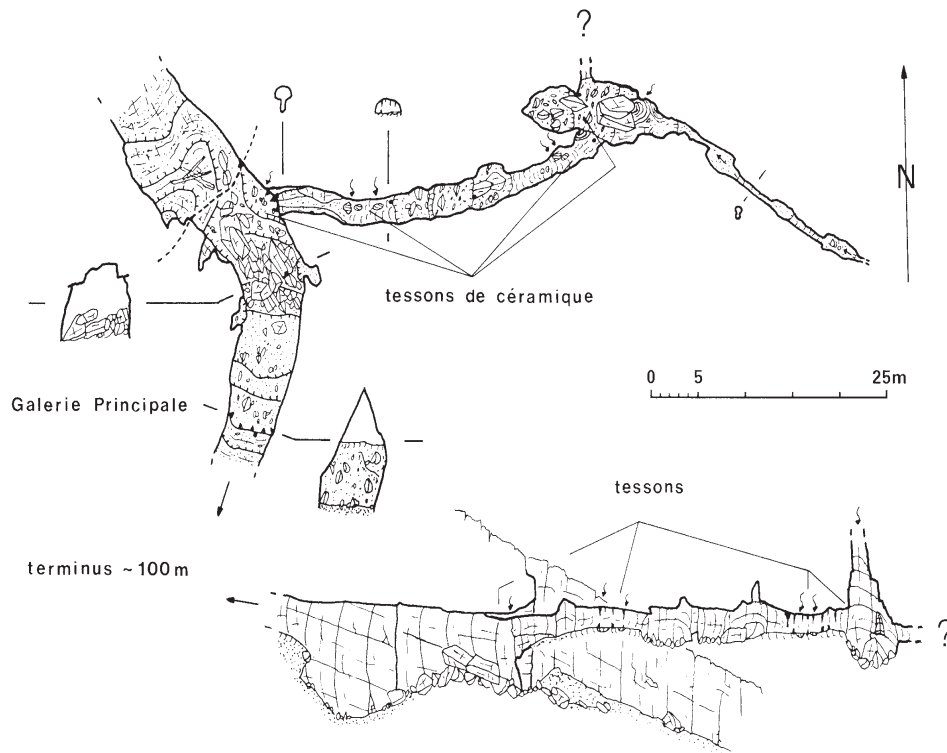 ?
N
tessons de céramique
0 5 25m
Galerie Principale
tessons
terminus ~100m
?